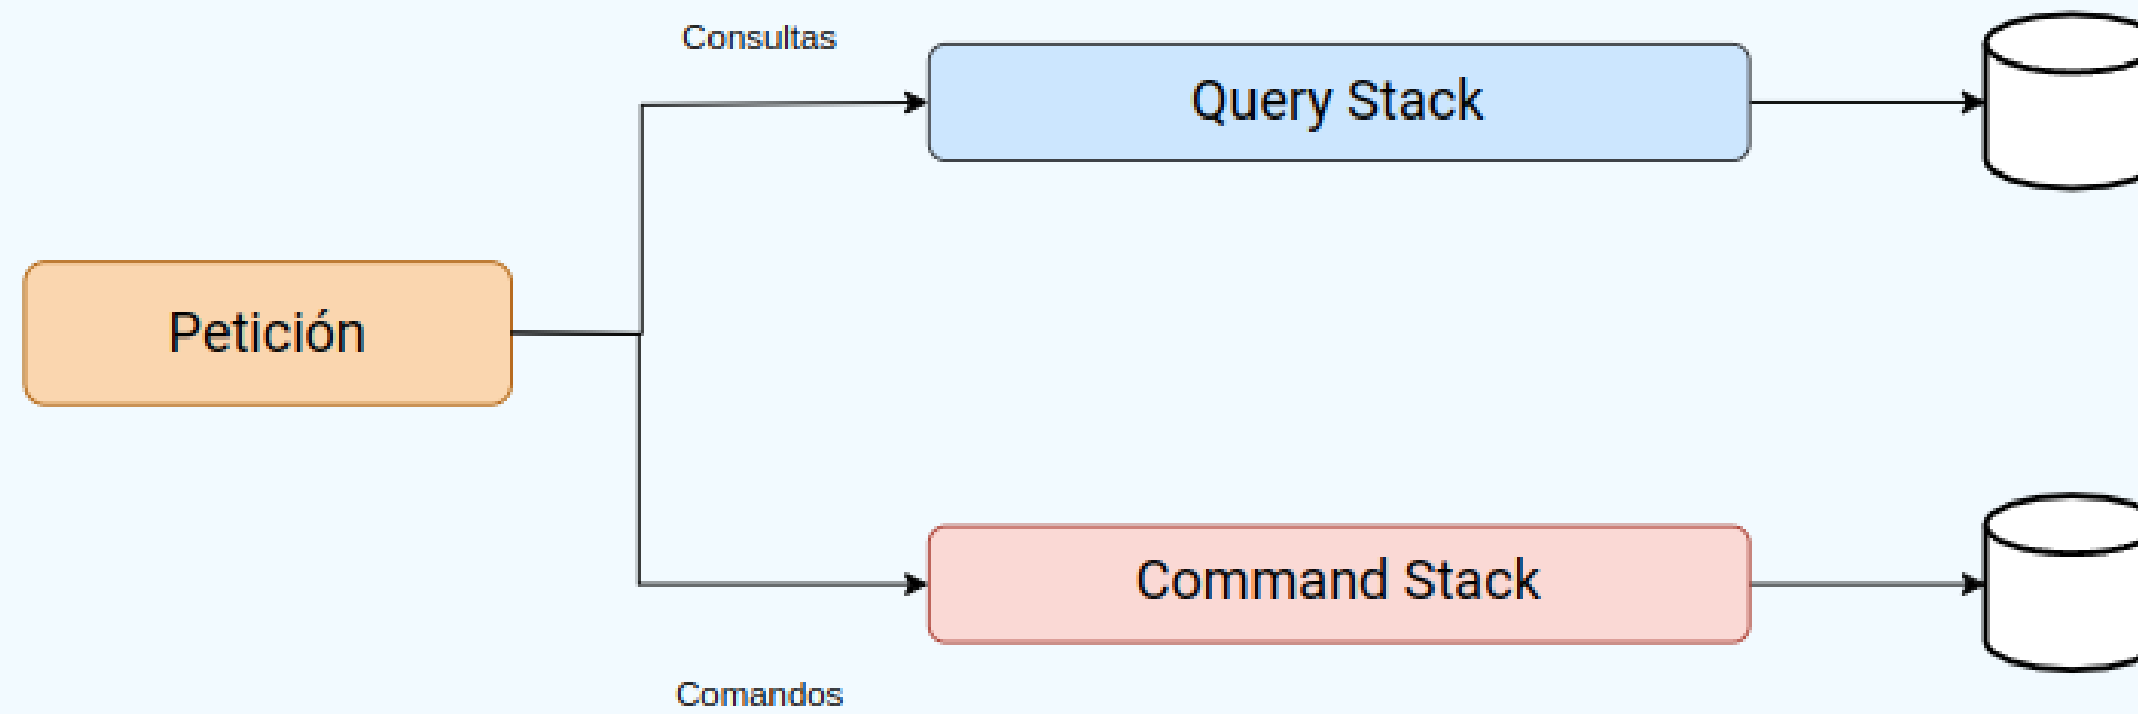 Consultas
Query Stack
Petición
Command Stack
Comandos